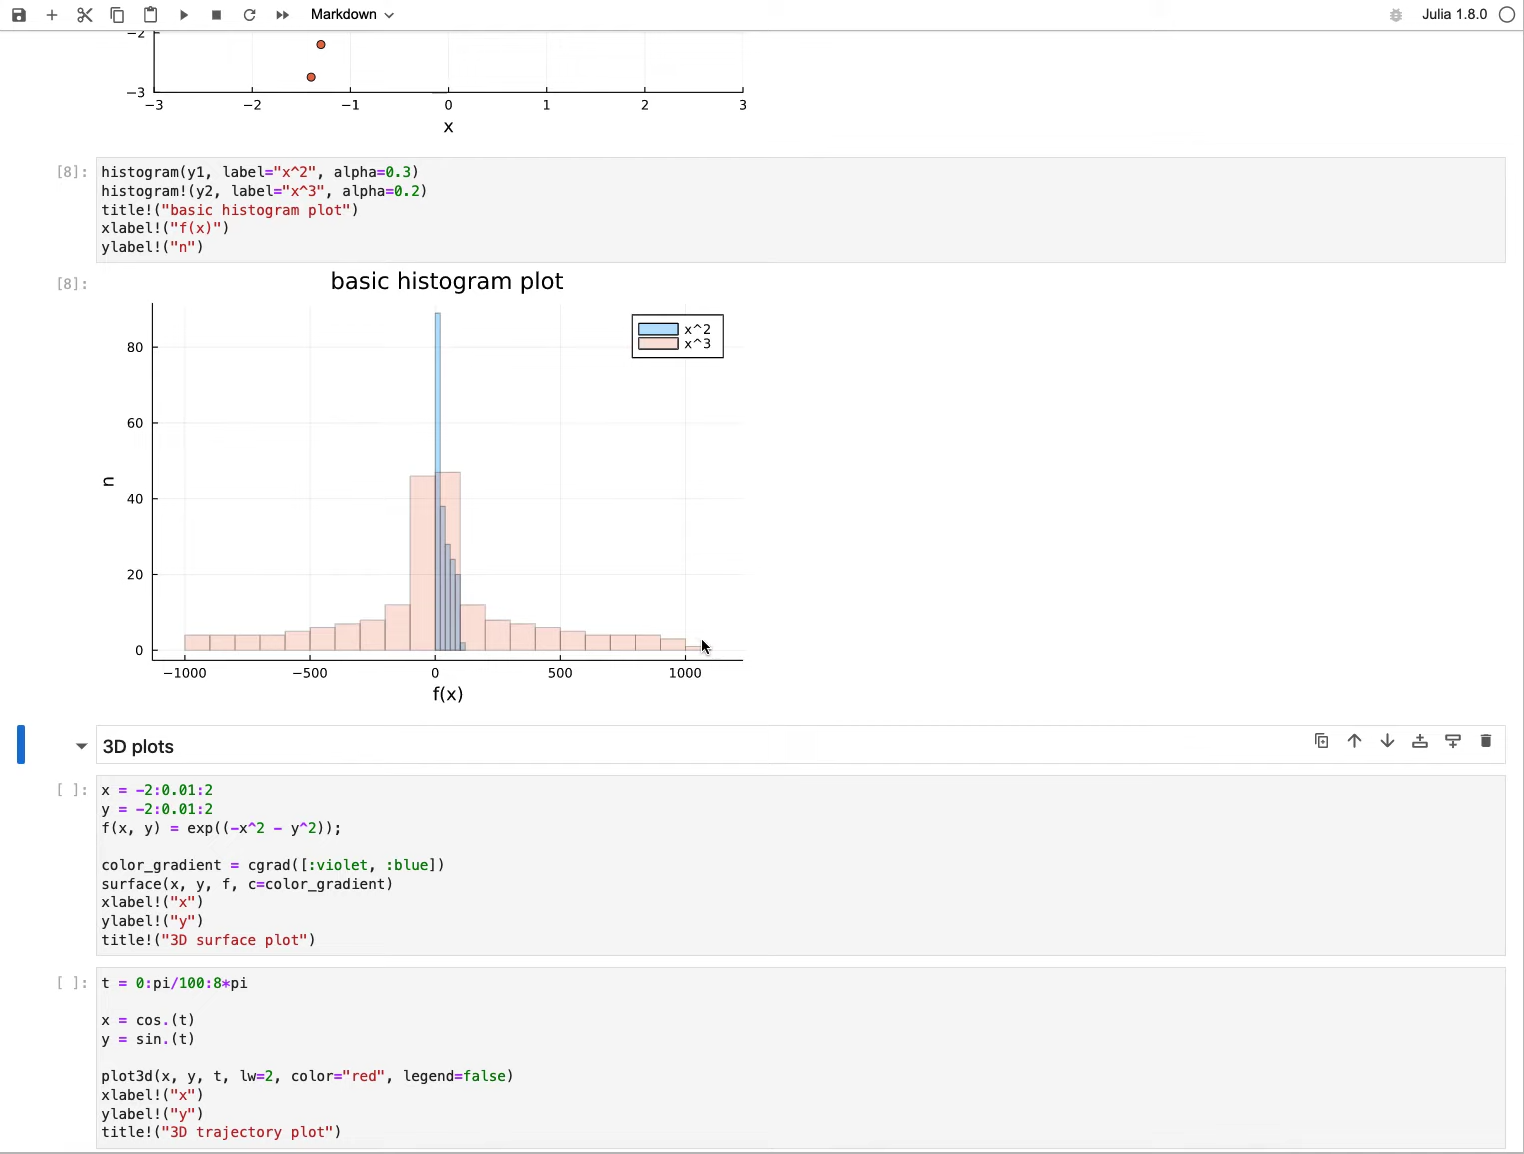 Markdown
Julia 1.8.0
−2
−3
−3 −2 −1 0 1 2 3
x
[8]:
histogram(y1, label="x^2", alpha=0.3)
histogram!(y2, label="x^3", alpha=0.2)
title!("basic histogram plot")
xlabel!("f(x)")
ylabel!("n")
[8]:
basic histogram plot
x^2
x^3
80
60
40
20
0
n
−1000 −500 0 500 1000
f(x)
3D plots
[ ]:
x = -2:0.01:2
y = -2:0.01:2
f(x, y) = exp((-x^2 - y^2));
color_gradient = cgrad([:violet, :blue])
surface(x, y, f, c=color_gradient)
xlabel!("x")
ylabel!("y")
title!("3D surface plot")
[ ]:
t = 0:pi/100:8*pi
x = cos.(t)
y = sin.(t)
plot3d(x, y, t, lw=2, color="red", legend=false)
xlabel!("x")
ylabel!("y")
title!("3D trajectory plot")